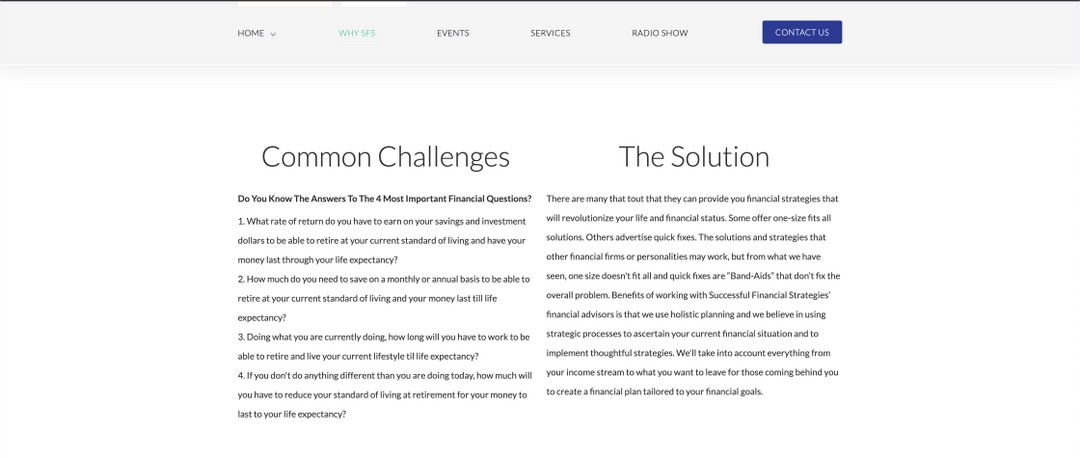 HOME
WHY SFS
EVENTS
SERVICES
RADIO SHOW
CONTACT US
Common Challenges
Do You Know The Answers To The 4 Most Important Financial Questions?
1. What rate of return do you have to earn on your savings and investment
dollars to be able to retire at your current standard of living and have your
money last through your life expectancy?
2. How much do you need to save on a monthly or annual basis to be able to
retire at your current standard of living and your money last till life
expectancy?
3. Doing what you are currently doing, how long will you have to work to be
able to retire and live your current lifestyle til life expectancy?
4. If you don't do anything different than you are doing today, how much will
you have to reduce your standard of living at retirement for your money to
last to your life expectancy?
The Solution
There are many that tout that they can provide you financial strategies that
will revolutionize your life and financial status. Some offer one-size fits all
solutions. Others advertise quick fixes. The solutions and strategies that
other financial firms or personalities may work, but from what we have
seen, one size doesn't fit all and quick fixes are “Band-Aids” that don’t fix the
overall problem. Benefits of working with Successful Financial Strategies’
financial advisors is that we use holistic planning and we believe in using
strategic processes to ascertain your current financial situation and to
implement thoughtful strategies. We'll take into account everything from
your income stream to what you want to leave for those coming behind you
to create a financial plan tailored to your financial goals.